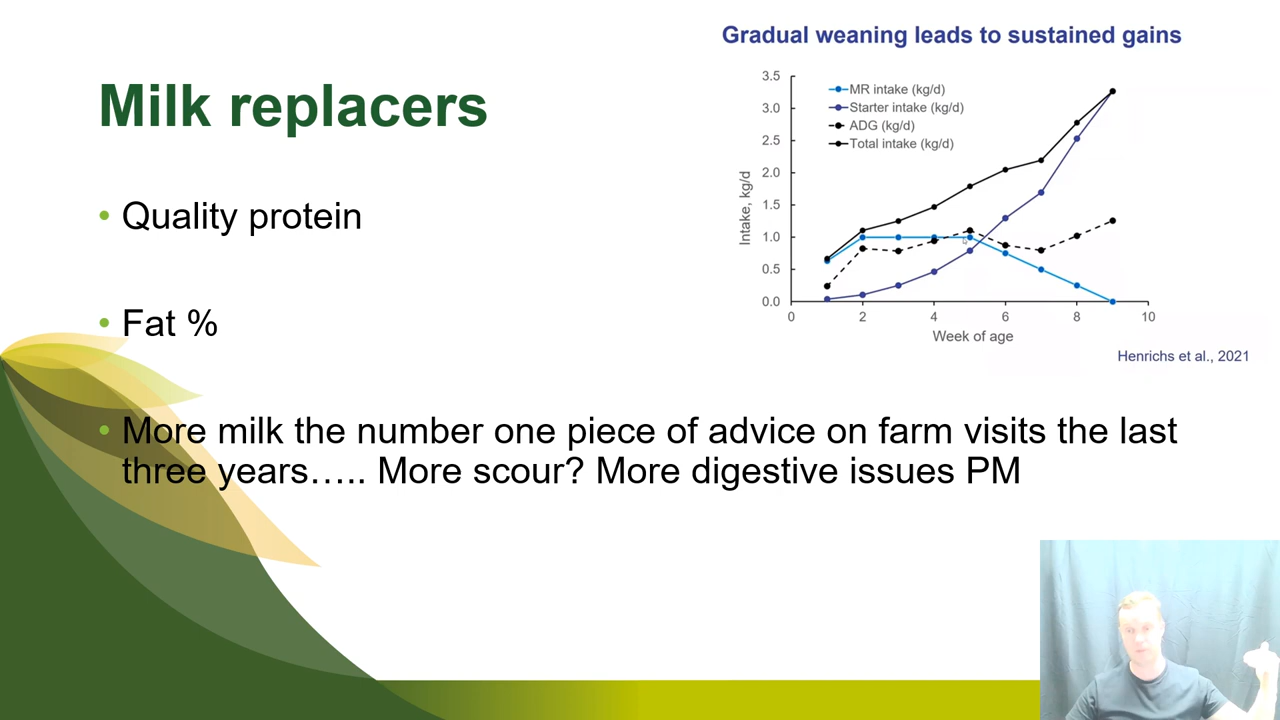 Milk replacers
• Quality protein
• Fat %
• More milk the number one piece of advice on farm visits the last
three years….. More scour? More digestive issues PM
Gradual weaning leads to sustained gains
MR intake (kg/d)
Starter intake (kg/d)
ADG (kg/d)
Total intake (kg/d)
Intake, kg/d
3.5
3.0
2.5
2.0
1.5
1.0
0.5
0.0
0 2 4 6 8 10
Week of age
Henrichs et al., 2021